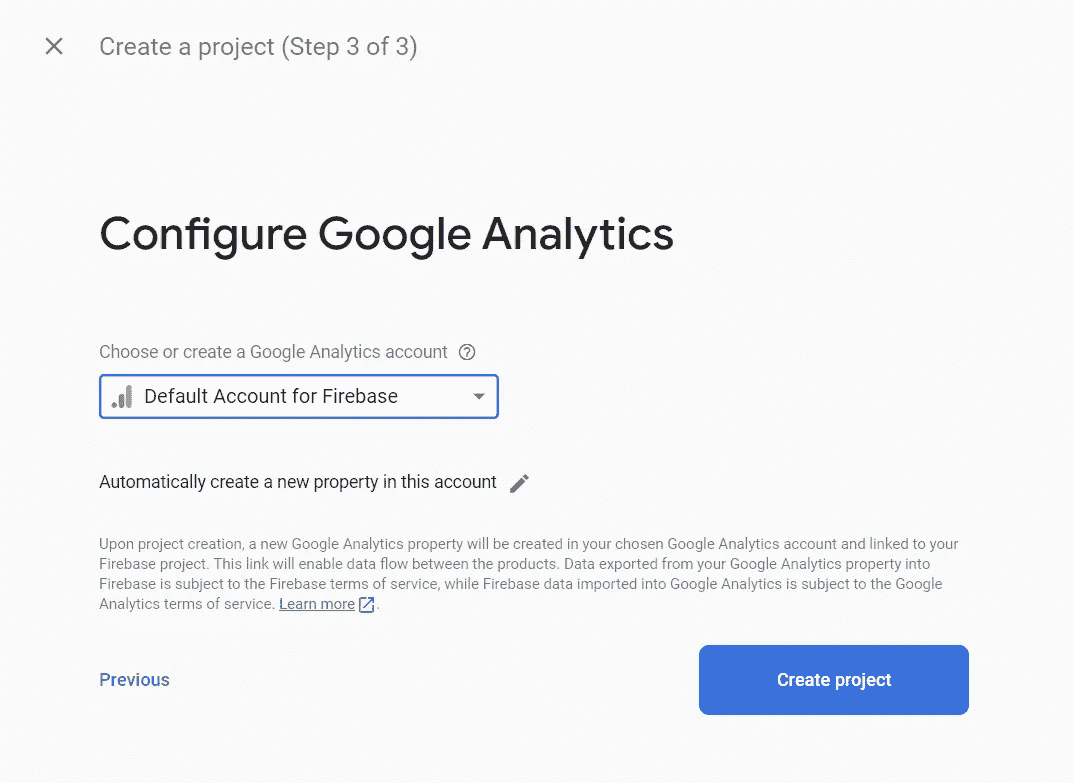 Create a project (Step 3 of 3)
Configure Google Analytics
Choose or create a Google Analytics account
Default Account for Firebase
Automatically create a new property in this account
Upon project creation, a new Google Analytics property will be created in your chosen Google Analytics account and linked to your
Firebase project. This link will enable data flow between the products. Data exported from your Google Analytics property into
Firebase is subject to the Firebase terms of service, while Firebase data imported into Google Analytics is subject to the Google
Analytics terms of service. Learn more.
Previous
Create project